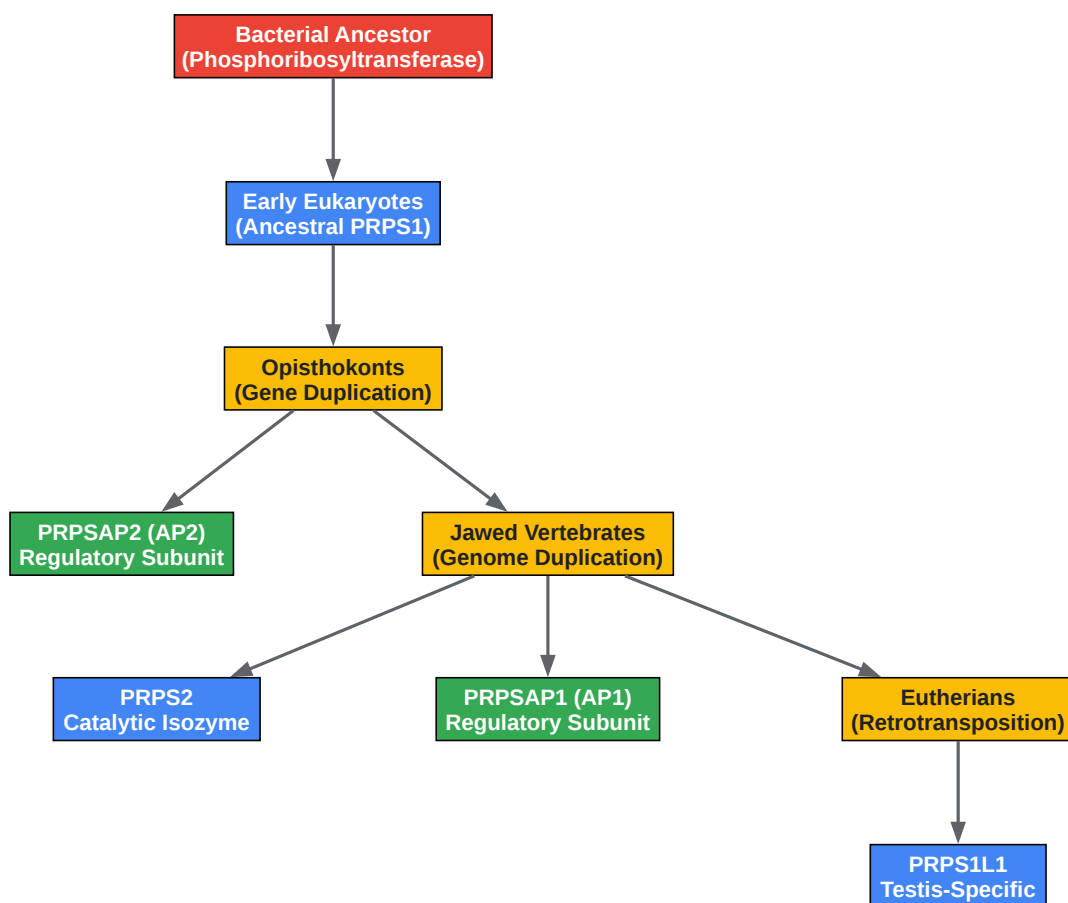 Bacterial Ancestor
(Phosphoribosyltransferase)
Early Eukaryotes
(Ancestral PRPS1)
Opisthokonts
(Gene Duplication)
PRPSAP2 (AP2)
Regulatory Subunit
Jawed Vertebrates
(Genome Duplication)
PRPS2
Catalytic Isozyme
PRPSAP1 (AP1)
Regulatory Subunit
Eutherians
(Retrotransposition)
PRPS1L1
Testis-Specific